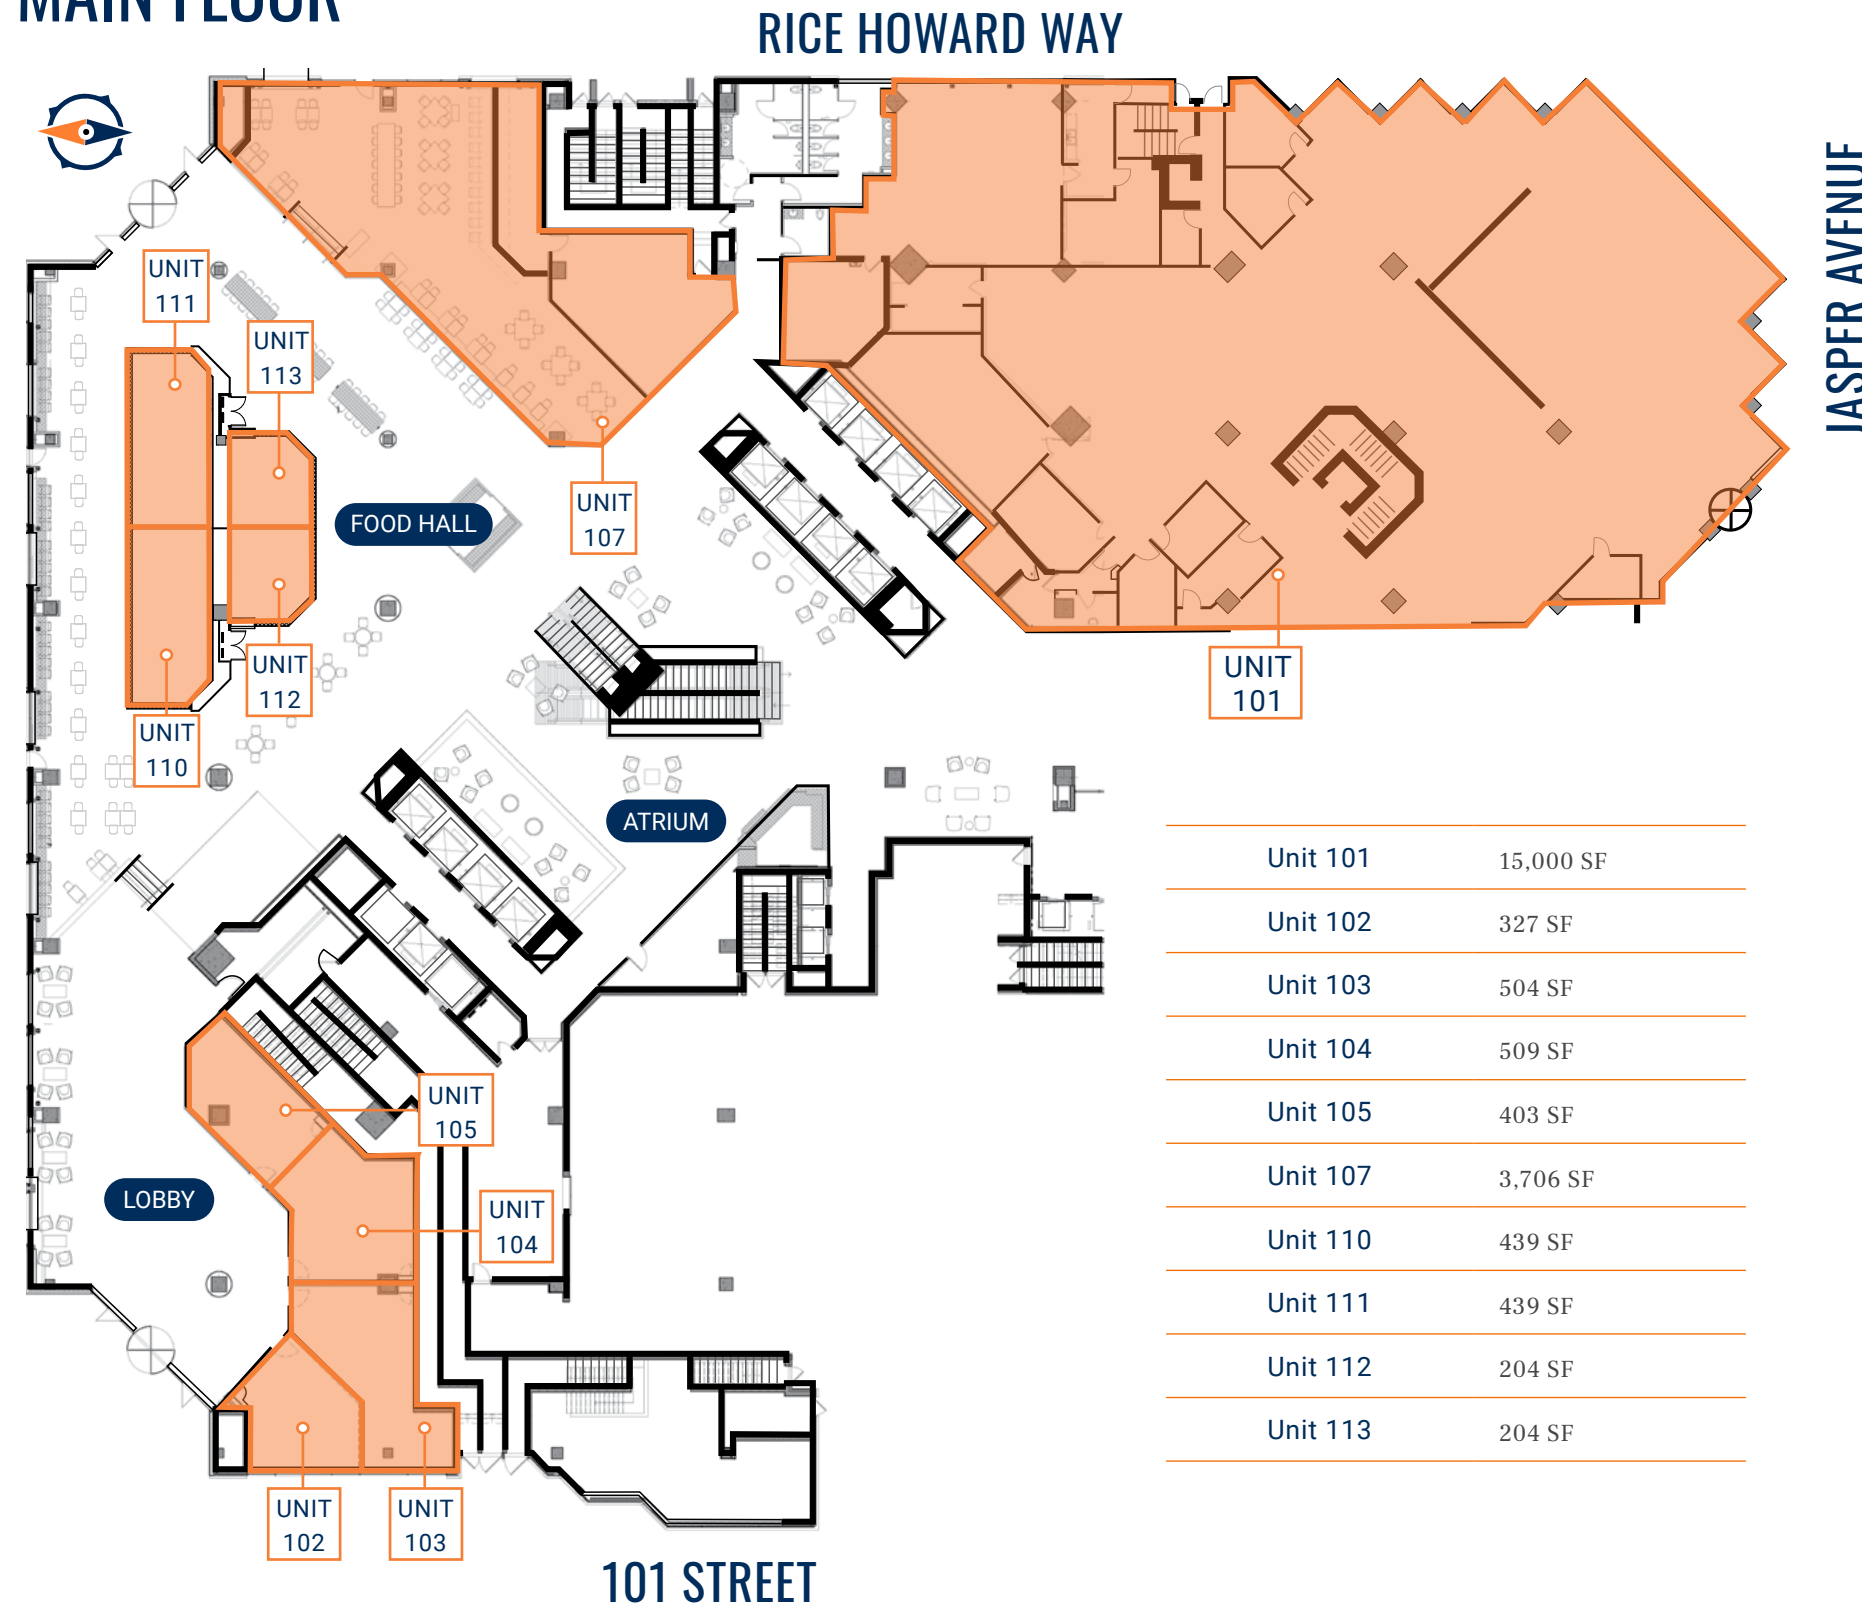 MAIN FLOOR
RICE HOWARD WAY
JASPER AVENUE
UNIT
111
UNIT
113
UNIT
107
FOOD HALL
UNIT
112
UNIT
110
UNIT
101
ATRIUM
UNIT
105
LOBBY
UNIT
104
UNIT
102
UNIT
103
101 STREET
Unit 101 15,000 SF
Unit 102 327 SF
Unit 103 504 SF
Unit 104 509 SF
Unit 105 403 SF
Unit 107 3,706 SF
Unit 110 439 SF
Unit 111 439 SF
Unit 112 204 SF
Unit 113 204 SF